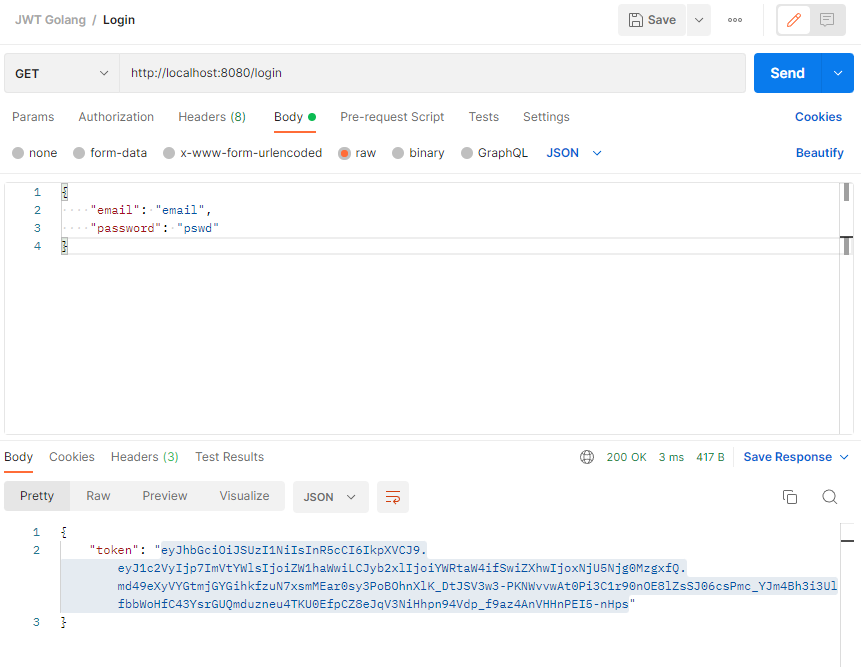 JWT Golang / Login
Save
GET
http://localhost:8080/login
Send
Params Authorization Headers (8) Body Pre-request Script Tests Settings Cookies
none form-data x-www-form-urlencoded raw binary GraphQL JSON Beautify
1 {
2 "email": "email",
3 "password": "pswd"
4 }
Body Cookies Headers (3) Test Results 200 OK 3 ms 417 B Save Response
Pretty Raw Preview Visualize JSON
1 {
2 "token": "eyJhbGciOiJSUzI1NiIsInR5cCI6IkpXVCJ9.
eyJ1c2VyIjp7ImVtYWlsIjoiZW1haWwiLCJyb2xlIjoiYWRtaW4ifSwiZXhwIjoxNjU5Njg0MzgxfQ.
md49eXyVYGtmjGYGihkfzuN7xsmMEar0sy3PoBOhnXlK_DtJSV3w3-PKNWvvwAt0Pi3C1r90nOE8lZsSJ06csPmc_YJm4Bh3i3Ul
fbbWoHfC43YsrGUQmduzneu4TKU0EfpCZ8eJqV3NiHhpn94Vdp_f9az4AnVHHnPEI5-nHps"
3 }